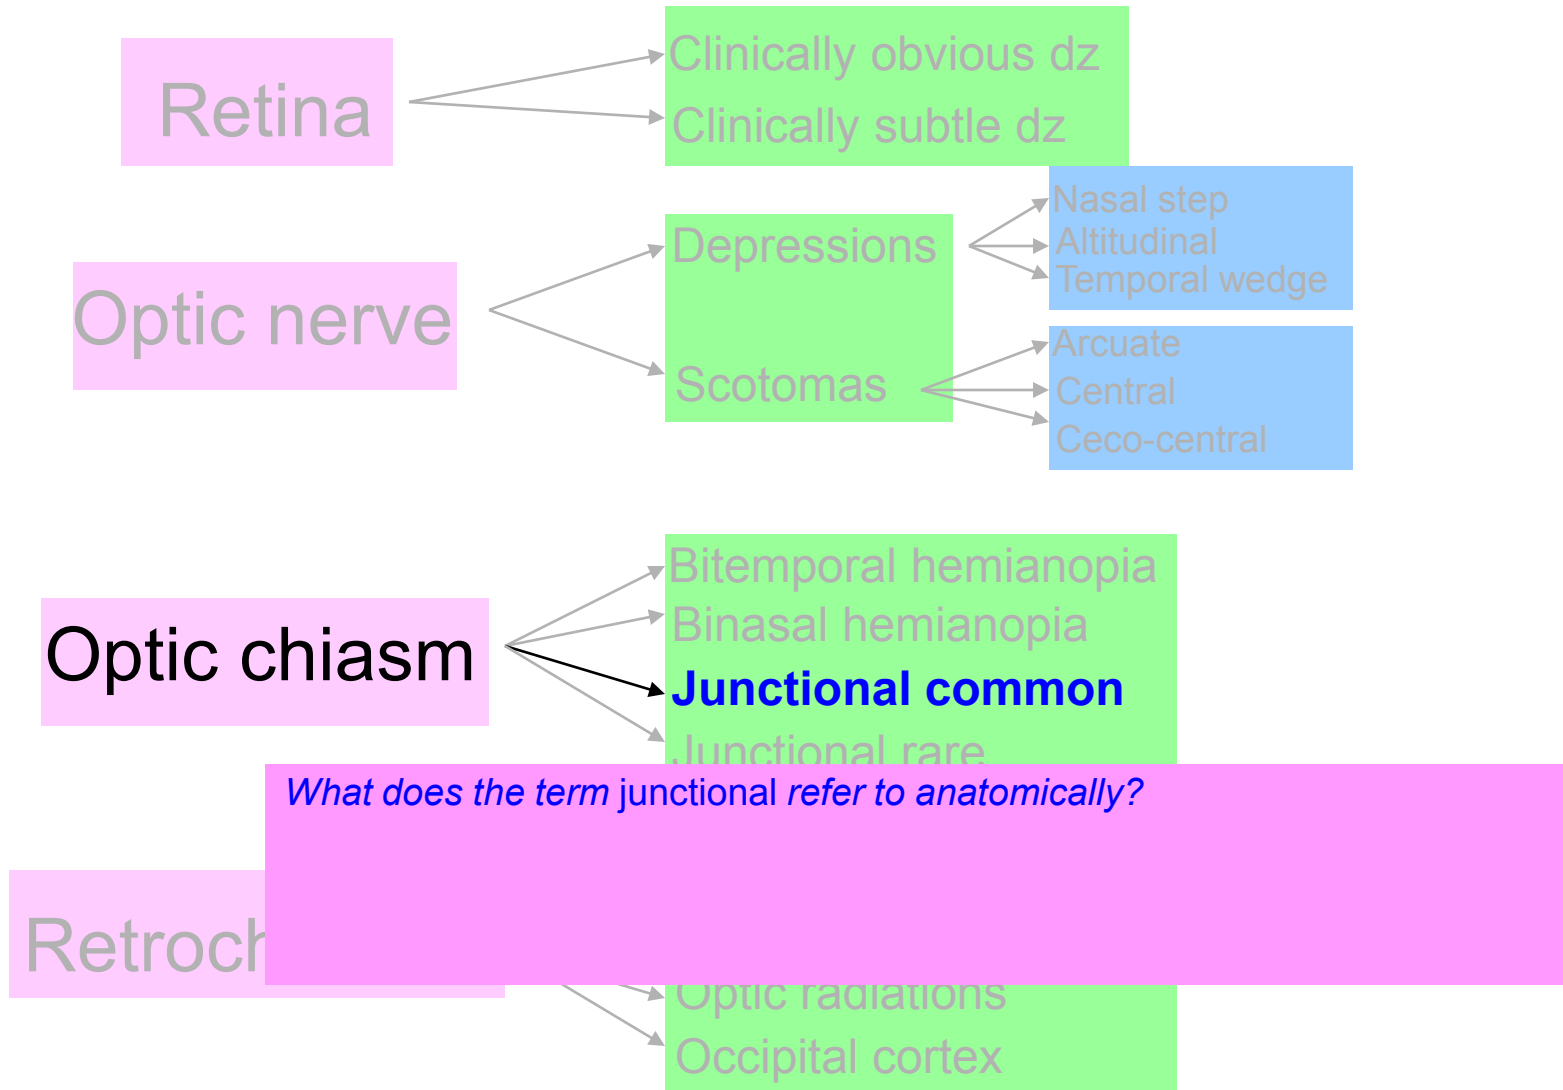 Retina
Clinically obvious dz
Clinically subtle dz
Optic nerve
Depressions
Nasal step
Altitudinal
Temporal wedge
Scotomas
Arcuate
Central
Ceco-central
Optic chiasm
Bitemporal hemianopia
Binasal hemianopia
Junctional common
Junctional rare
What does the term junctional refer to anatomically?
Optic radiations
Occipital cortex